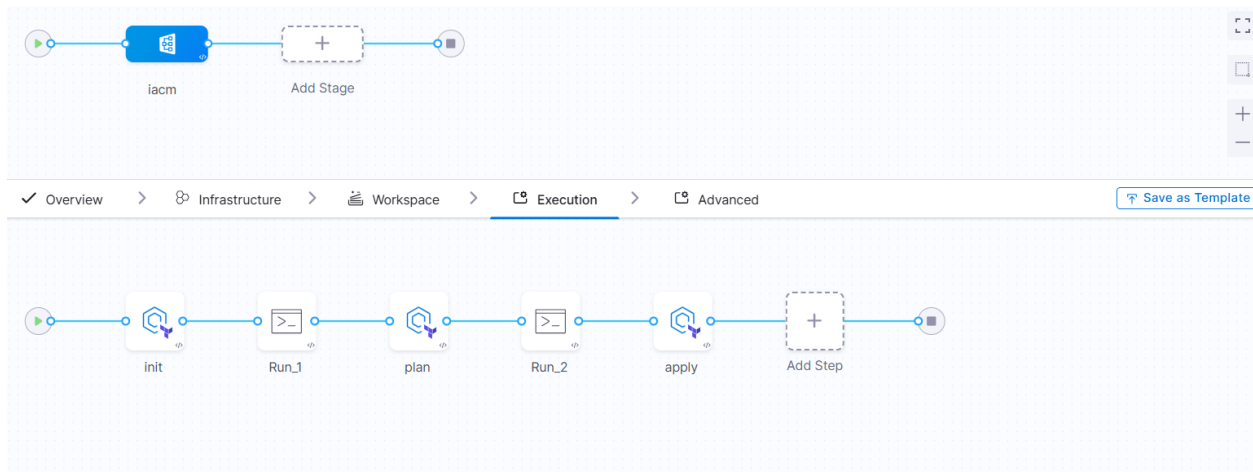 iacm
Add Stage
Overview
Infrastructure
Workspace
Execution
Advanced
Save as Template
init
Run_1
plan
Run_2
apply
Add Step